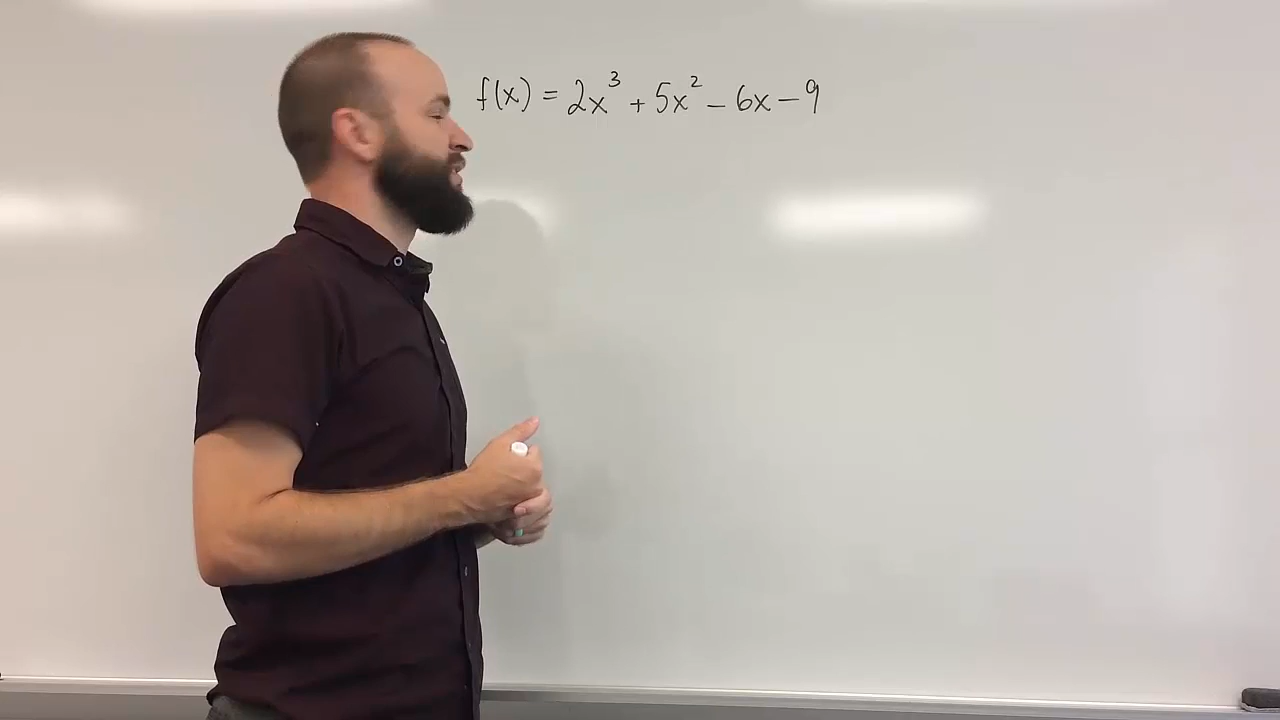 f(x) = 2x³ + 5x² − 6x − 9